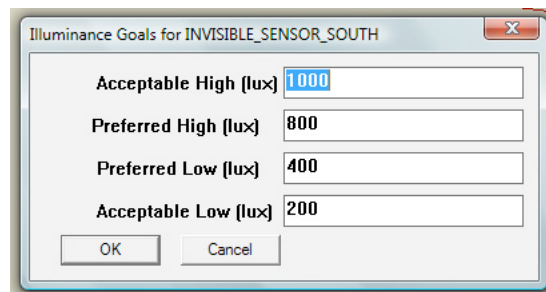 Illuminance Goals for INVISIBLE_SENSOR_SOUTH
Acceptable High (lux) 1000
Preferred High (lux) 800
Preferred Low (lux) 400
Acceptable Low (lux) 200
OK Cancel